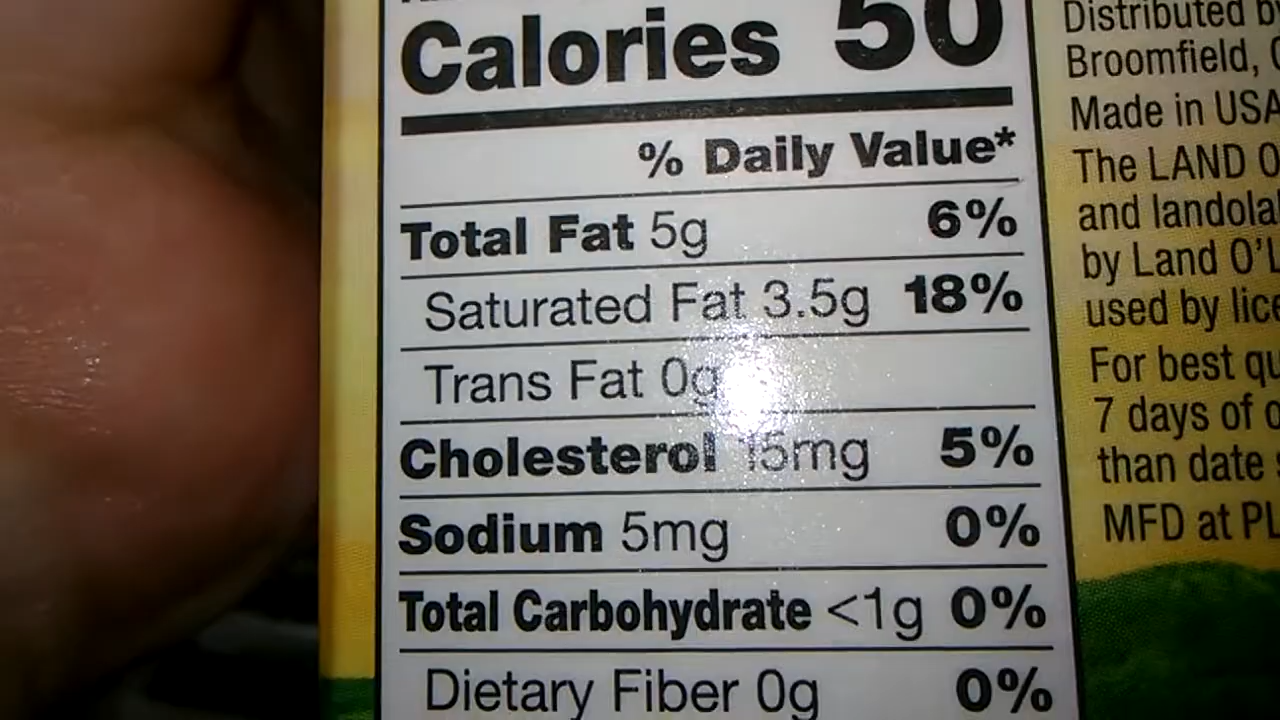 Calories 50
% Daily Value*
Total Fat 5g 6%
Saturated Fat 3.5g 18%
Trans Fat 0g
Cholesterol 15mg 5%
Sodium 5mg 0%
Total Carbohydrate <1g 0%
Dietary Fiber 0g 0%
Distributed by
Broomfield,
Made in USA
The LAND O
and landola
by Land O'L
used by lice
For best qu
7 days of o
than date
MFD at PL